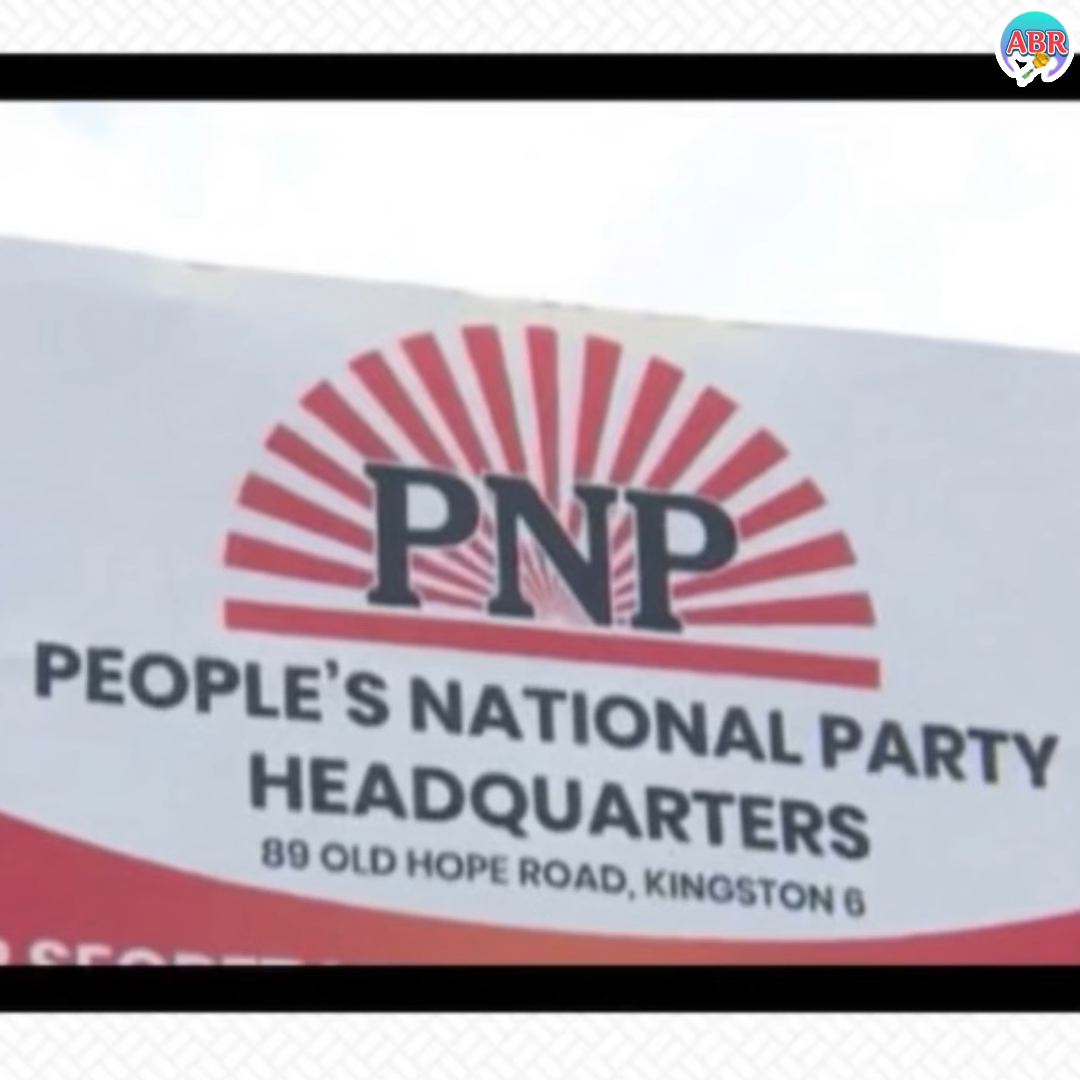 ABR
PNP
PEOPLE'S NATIONAL PARTY
HEADQUARTERS
89 OLD HOPE ROAD, KINGSTON 6